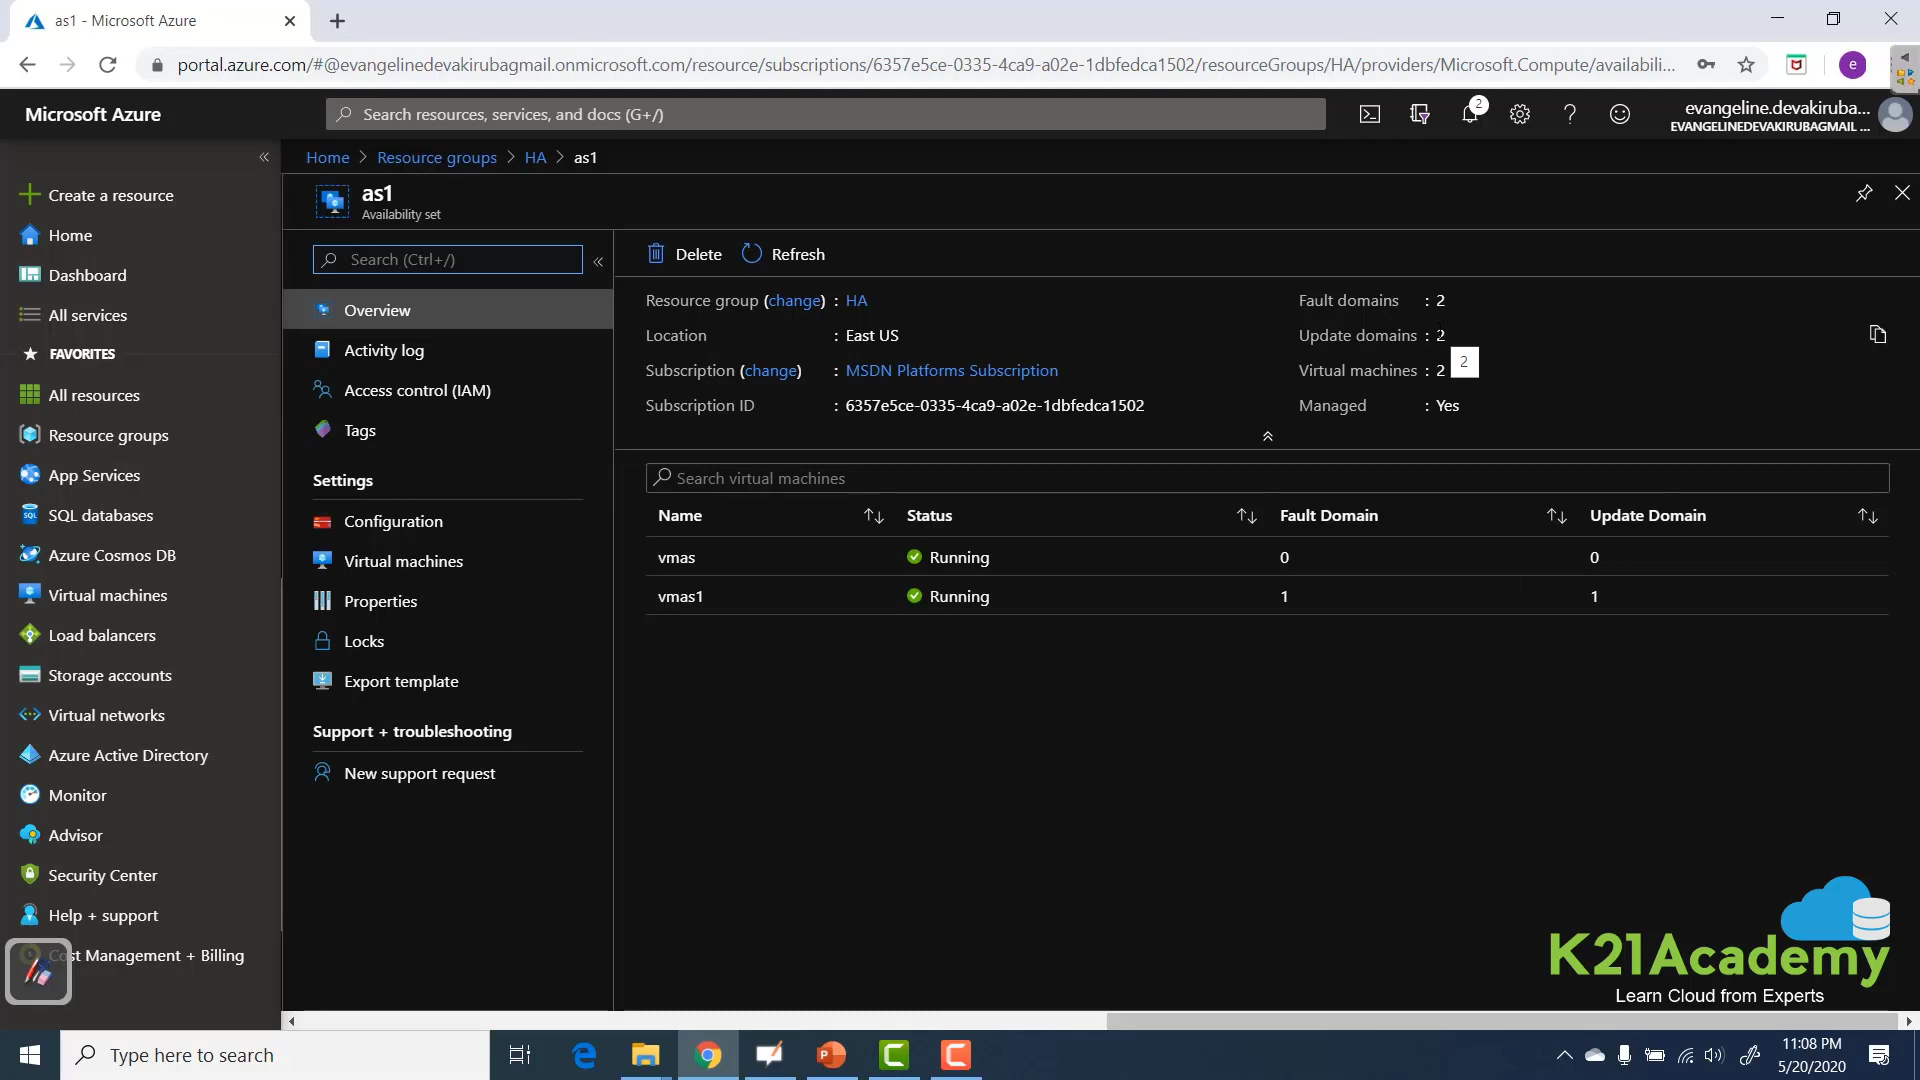 as1 - Microsoft Azure
portal.azure.com/#@evangelinedevakirubagmail.onmicrosoft.com/resource/subscriptions/6357e5ce-0335-4ca9-a02e-1dbfedca1502/resourceGroups/HA/providers/Microsoft.Compute/availabili...
e
Microsoft Azure
Search resources, services, and docs (G+/)
2
evangeline.devakiruba...
EVANGELINEDEVAKIRUBAGMAIL ...
Home > Resource groups > HA > as1
as1
Availability set
Create a resource
Home
Dashboard
All services
FAVORITES
All resources
Resource groups
App Services
SQL databases
Azure Cosmos DB
Virtual machines
Load balancers
Storage accounts
Virtual networks
Azure Active Directory
Monitor
Advisor
Security Center
Help + support
Management + Billing
Search (Ctrl+/)
Overview
Activity log
Access control (IAM)
Tags
Settings
Configuration
Virtual machines
Properties
Locks
Export template
Support + troubleshooting
New support request
Delete Refresh
Resource group (change) : HA
Location : East US
Subscription (change) : MSDN Platforms Subscription
Subscription ID : 6357e5ce-0335-4ca9-a02e-1dbfedca1502
Fault domains : 2
Update domains : 2
Virtual machines : 2
2
Managed : Yes
Search virtual machines
Name Status Fault Domain Update Domain
vmas Running 0 0
vmas1 Running 1 1
K21Academy
Learn Cloud from Experts
Type here to search
11:08 PM
5/20/2020